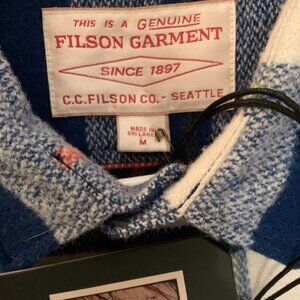 THIS IS A GENUINE
FILSON GARMENT
SINCE 1897
C.C. FILSON CO. - SEATTLE
MADE IN
SRI LANKA
M